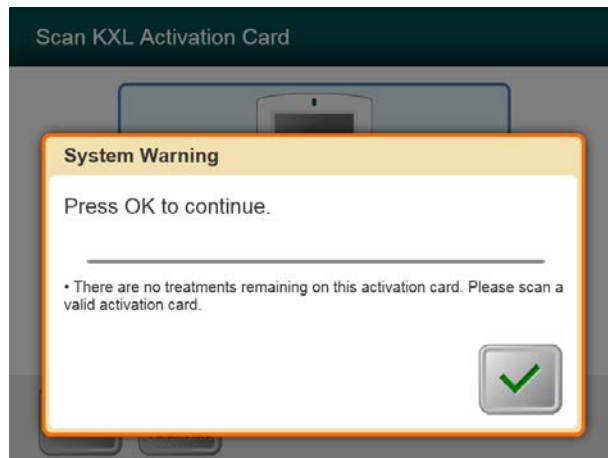 Scan KXL Activation Card
System Warning
Press OK to continue.
• There are no treatments remaining on this activation card. Please scan a
valid activation card.